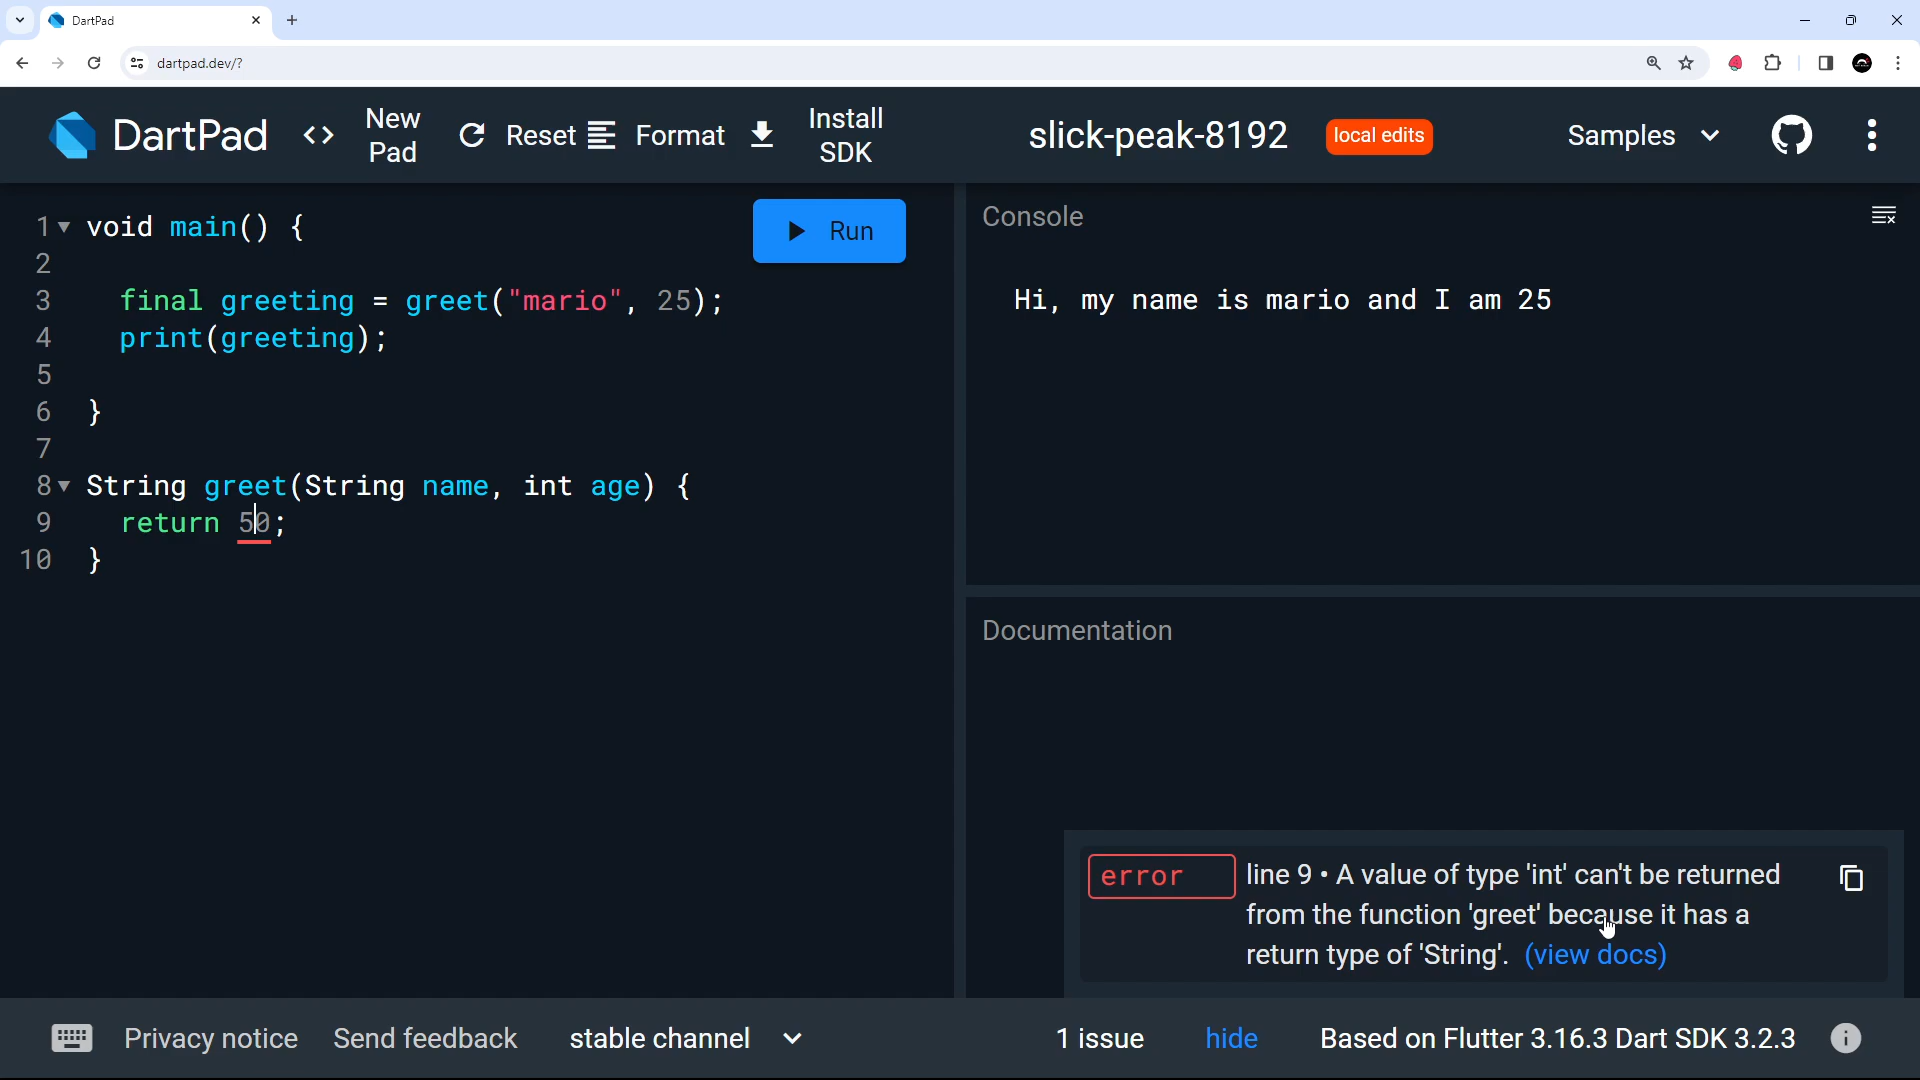 DartPad
dartpad.dev/?
DartPad
New Pad
Reset
Format
Install SDK
slick-peak-8192
local edits
Samples
1 void main() {
2
3 final greeting = greet("mario", 25);
4 print(greeting);
5
6 }
7
8 String greet(String name, int age) {
9 return 50;
10 }
Run
Console
Hi, my name is mario and I am 25
Documentation
error
line 9 • A value of type 'int' can't be returned
from the function 'greet' because it has a
return type of 'String'. (view docs)
Privacy notice
Send feedback
stable channel
1 issue
hide
Based on Flutter 3.16.3 Dart SDK 3.2.3